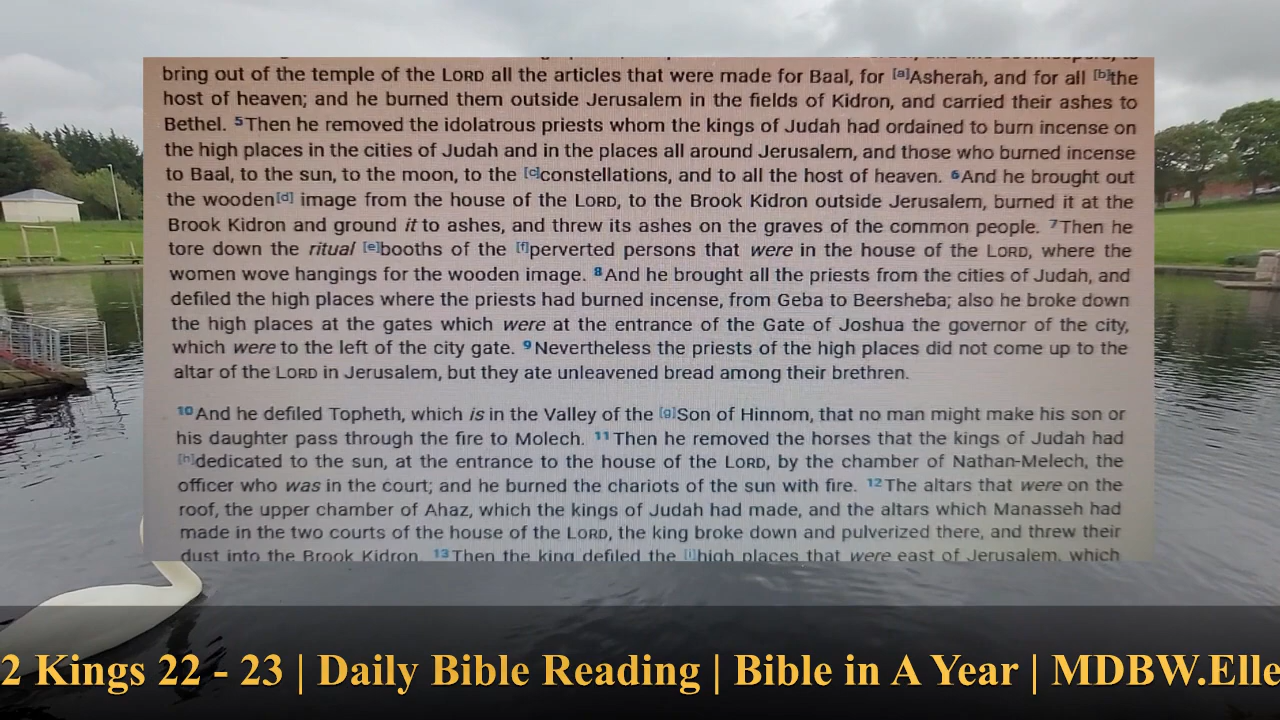 bring out of the temple of the LORD all the articles that were made for Baal, for [a]Asherah, and for all [b]the
host of heaven; and he burned them outside Jerusalem in the fields of Kidron, and carried their ashes to
Bethel. 5Then he removed the idolatrous priests whom the kings of Judah had ordained to burn incense on
the high places in the cities of Judah and in the places all around Jerusalem, and those who burned incense
to Baal, to the sun, to the moon, to the [c]constellations, and to all the host of heaven. 6And he brought out
the wooden[d] image from the house of the LORD, to the Brook Kidron outside Jerusalem, burned it at the
Brook Kidron and ground it to ashes, and threw its ashes on the graves of the common people. 7Then he
tore down the ritual [e]booths of the [f]perverted persons that were in the house of the LORD, where the
women wove hangings for the wooden image. 8And he brought all the priests from the cities of Judah, and
defiled the high places where the priests had burned incense, from Geba to Beersheba; also he broke down
the high places at the gates which were at the entrance of the Gate of Joshua the governor of the city,
which were to the left of the city gate. 9Nevertheless the priests of the high places did not come up to the
altar of the LORD in Jerusalem, but they ate unleavened bread among their brethren.
10And he defiled Topheth, which is in the Valley of the [g]Son of Hinnom, that no man might make his son or
his daughter pass through the fire to Molech. 11Then he removed the horses that the kings of Judah had
[h]dedicated to the sun, at the entrance to the house of the LORD, by the chamber of Nathan-Melech, the
officer who was in the court; and he burned the chariots of the sun with fire. 12The altars that were on the
roof, the upper chamber of Ahaz, which the kings of Judah had made, and the altars which Manasseh had
made in the two courts of the house of the LORD, the king broke down and pulverized there, and threw their
dust into the Brook Kidron. 13Then the king defiled the [i]high places that were east of Jerusalem, which
2 Kings 22 - 23 | Daily Bible Reading | Bible in A Year | MDBW.Elle